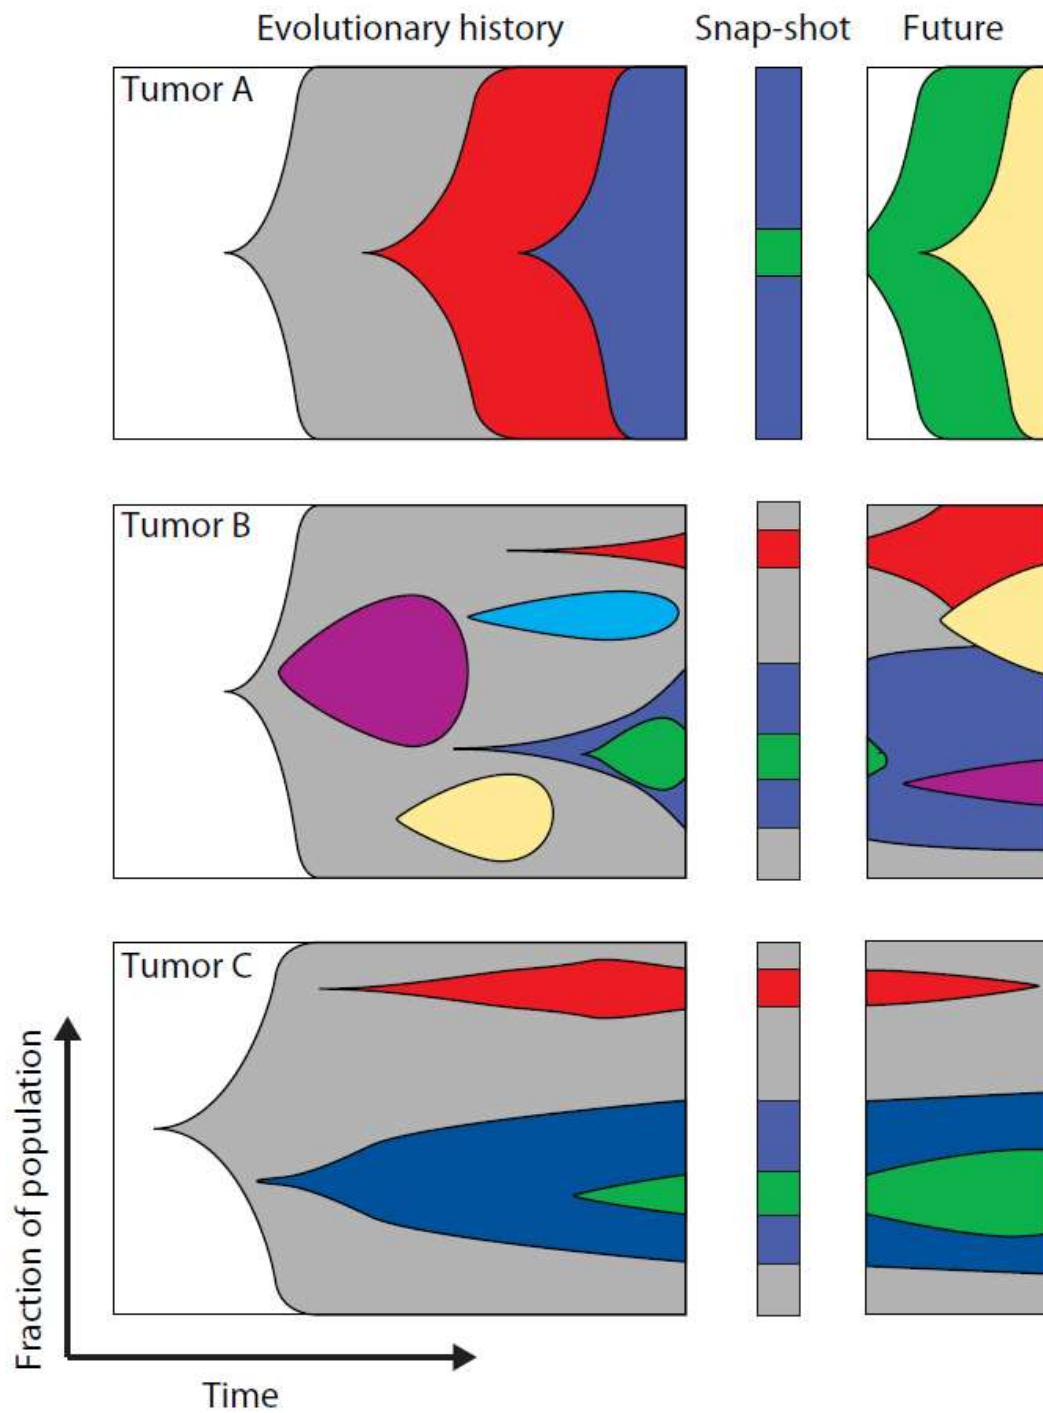 Evolutionary history
Snap-shot
Future
Tumor A
Tumor B
Tumor C
Fraction of population
Time